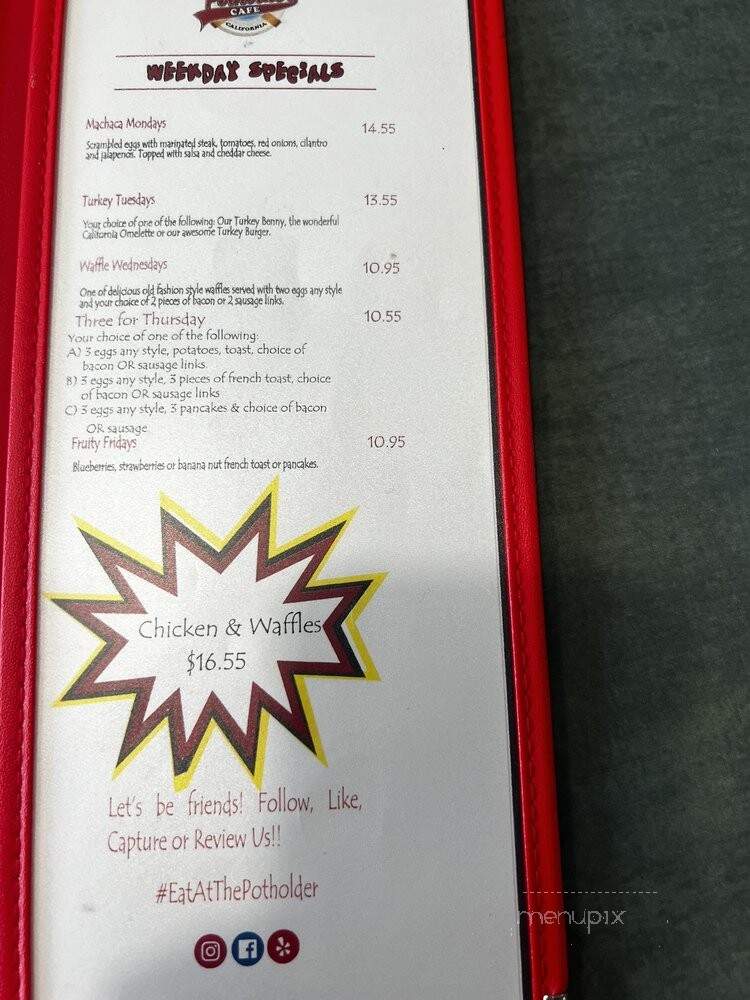 CAFE
CALIFORNIA
WEEKDAY SPECIALS
Machaca Mondays 14.55
Scrambled eggs with marinated steak, tomatoes, red onions, cilantro
and jalapenos. Topped with salsa and cheddar cheese.
Turkey Tuesdays 13.55
Your choice of one of the following: Our Turkey Benny, the wonderful
California Omelette or our awesome Turkey Burger.
Waffle Wednesdays 10.95
One of delicious old fashion style waffles served with two eggs any style
and your choice of 2 pieces of bacon or 2 sausage links.
Three for Thursday 10.55
Your choice of one of the following:
A) 3 eggs any style, potatoes, toast, choice of
bacon OR sausage links
B) 3 eggs any style, 3 pieces of french toast, choice
of bacon OR sausage links
C) 3 eggs any style, 3 pancakes & choice of bacon
OR sausage
Fruity Fridays 10.95
Blueberries, strawberries or banana nut french toast or pancakes.
Chicken & Waffles
$16.55
Let's be friends! Follow, Like,
Capture or Review Us!!
#EatAtThePotholder
menupix